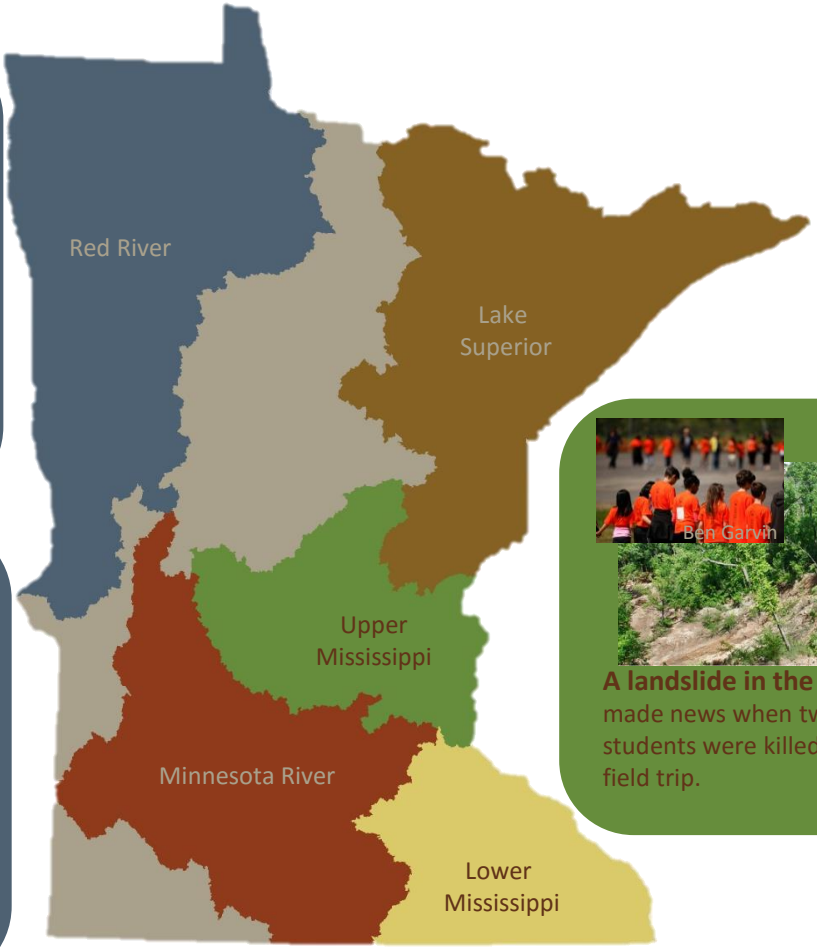 Red River
Lake
Superior
Upper
Mississippi
Minnesota River
Lower
Mississippi
Ben Garvin
A landslide in the
made news when
students were killed
field trip.